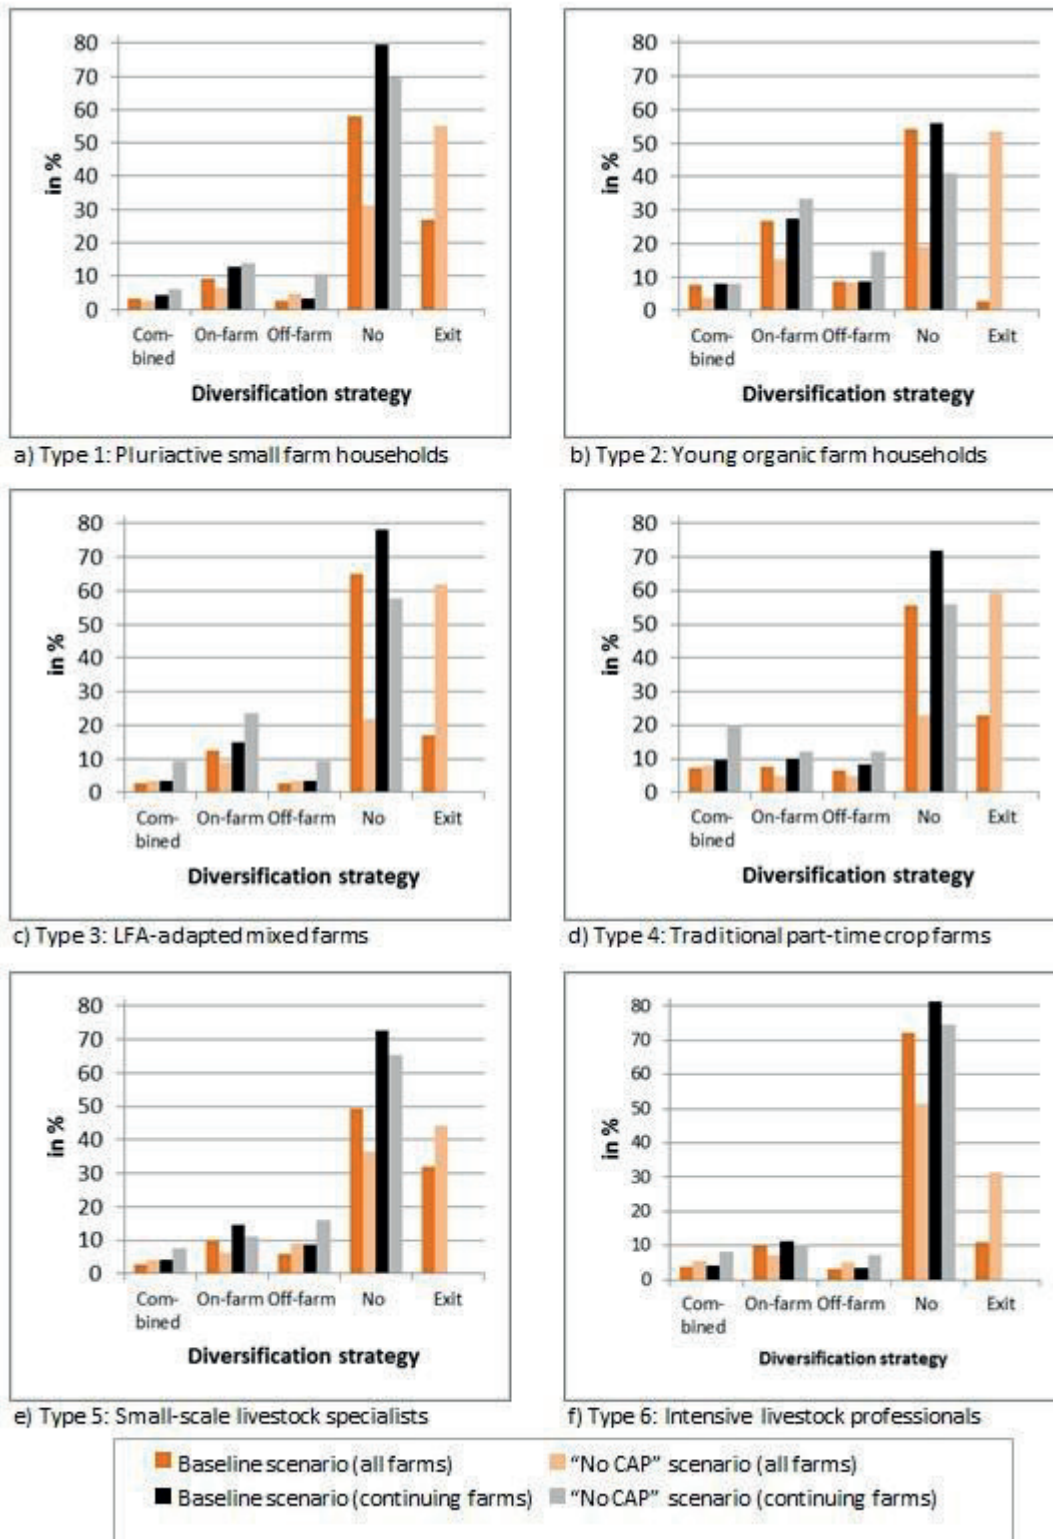 80
70
60
50
40
30
20
10
0
in %
Com-
bined
On-farm Off-farm No Exit
Diversification strategy
a) Type 1: Pluriactive small farm households
80
70
60
50
40
30
20
10
0
in %
Com-
bined
On-farm Off-farm No Exit
Diversification strategy
b) Type 2: Young organic farm households
80
70
60
50
40
30
20
10
0
in %
Com-
bined
On-farm Off-farm No Exit
Diversification strategy
c) Type 3: LFA-adapted mixed farms
80
70
60
50
40
30
20
10
0
in %
Com-
bined
On-farm Off-farm No Exit
Diversification strategy
d) Type 4: Traditional part-time crop farms
80
70
60
50
40
30
20
10
0
in %
Com-
bined
On-farm Off-farm No Exit
Diversification strategy
e) Type 5: Small-scale livestock specialists
80
70
60
50
40
30
20
10
0
in %
Com-
bined
On-farm Off-farm No Exit
Diversification strategy
f) Type 6: Intensive livestock professionals
Baseline scenario (all farms) "No CAP" scenario (all farms)
Baseline scenario (continuing farms) "No CAP" scenario (continuing farms)